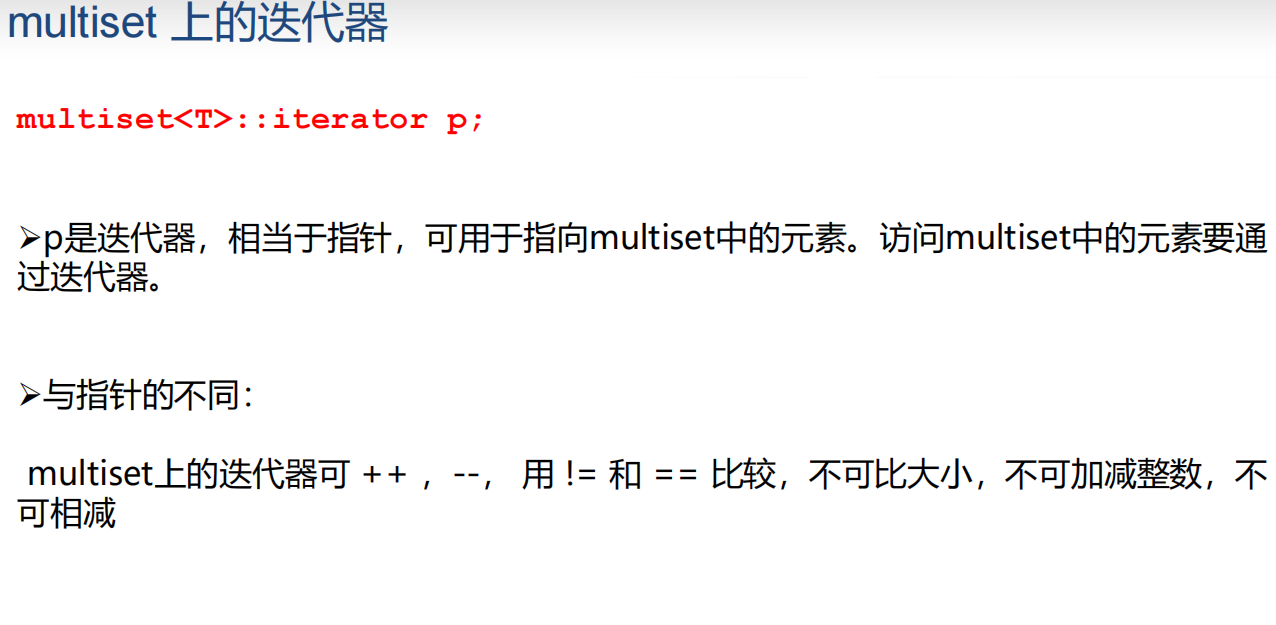 multiset 上的迭代器
multiset<T>::iterator p;
➢p是迭代器，相当于指针，可用于指向multiset中的元素。访问multiset中的元素要通
过迭代器。
➢与指针的不同：
multiset上的迭代器可 ++ ，--， 用 != 和 == 比较，不可比大小，不可加减整数，不
可相减